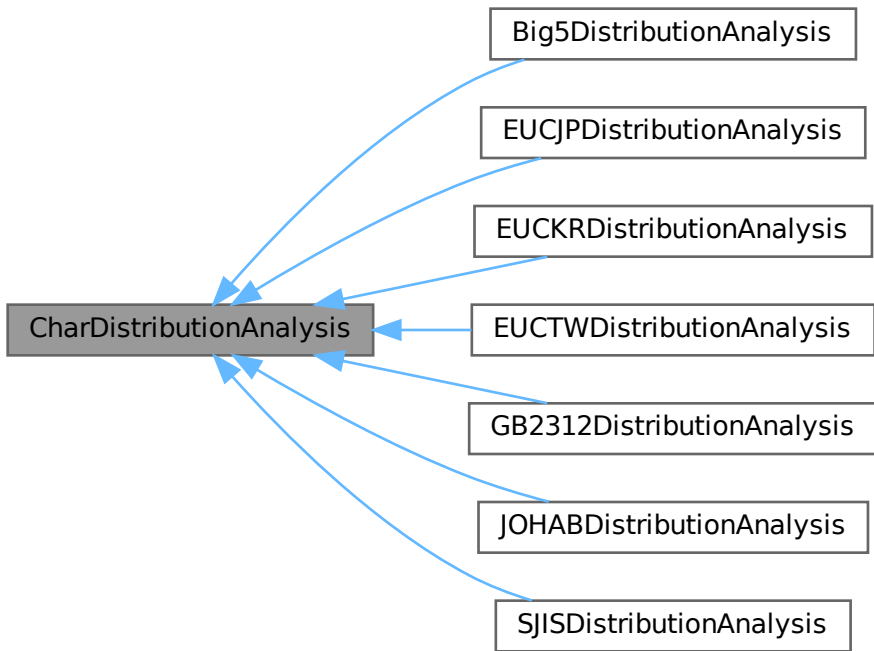 Big5DistributionAnalysis
EUCJPDistributionAnalysis
EUCKRDistributionAnalysis
CharDistributionAnalysis
EUCTWDistributionAnalysis
GB2312DistributionAnalysis
JOHABDistributionAnalysis
SJISDistributionAnalysis